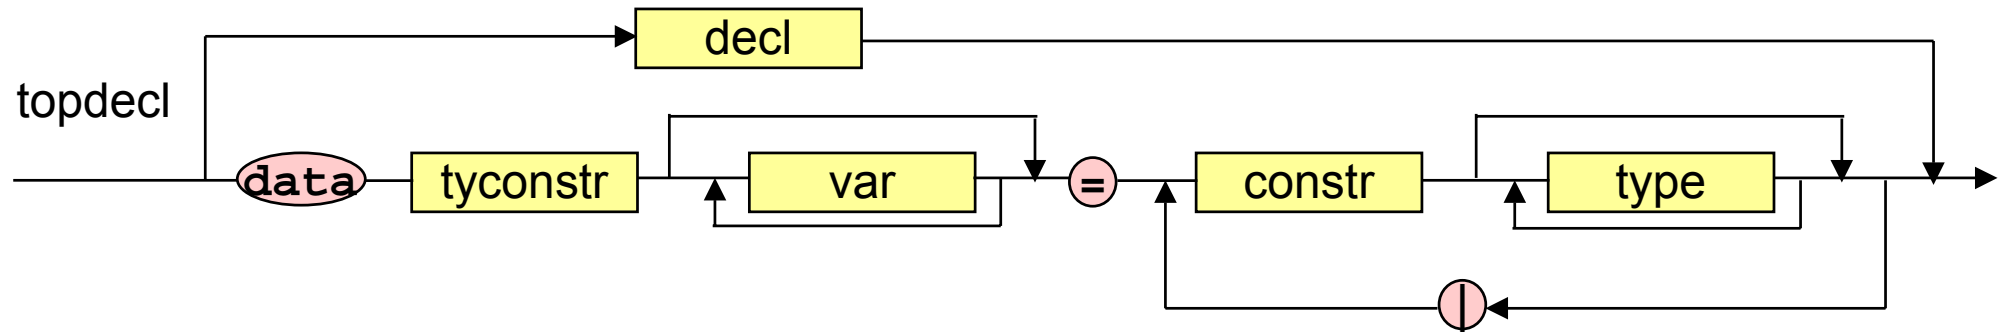 decl
topdecl
data tyconstr var = constr type
|